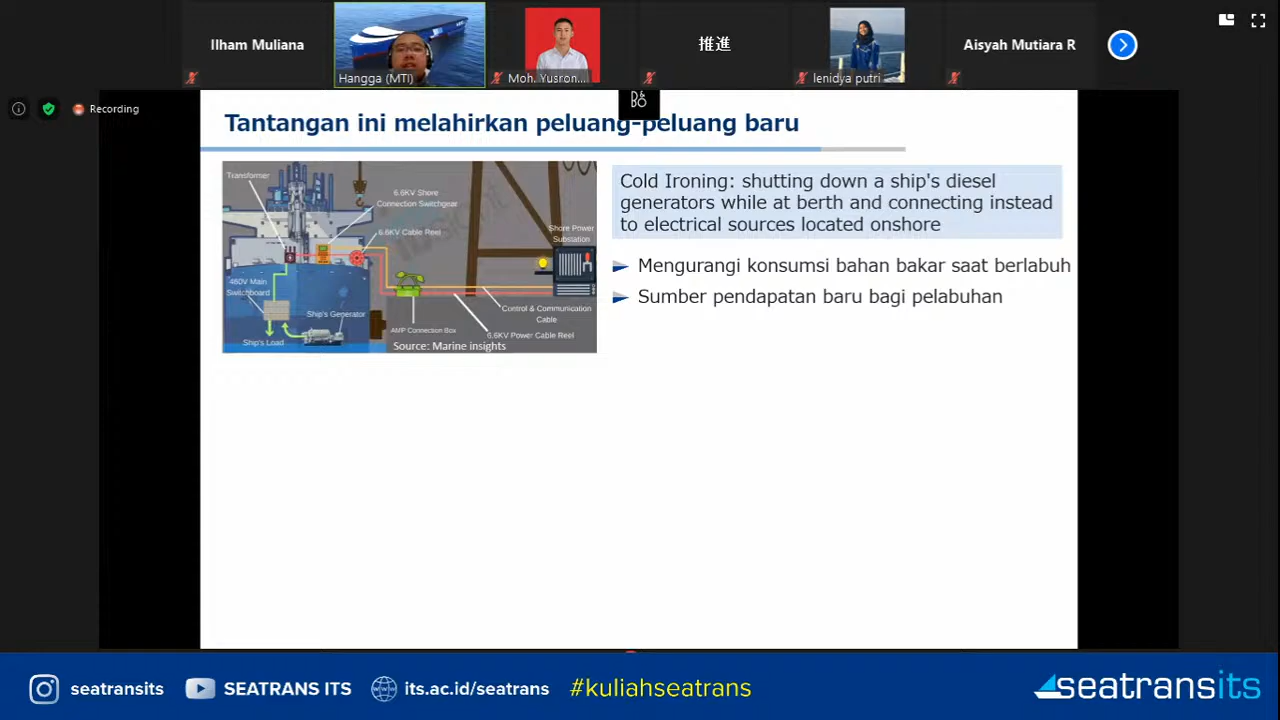 Ilham Muliana
Hangga (MTI)
Moh. Yusron...
推進
lenidya putri
Aisyah Mutiara R
Recording
Tantangan ini melahirkan peluang-peluang baru
Transformer
6.6KV Shore
Connection Switchgear
6.6KV Cable Reel
Shore Power
Substation
460V Main
Switchboard
Ship's Generator
Ship's Load
AMP Connection Box
Control & Communication
Cable
6.6KV Power Cable Reel
Source: Marine insights
Cold Ironing: shutting down a ship's diesel
generators while at berth and connecting instead
to electrical sources located onshore
Mengurangi konsumsi bahan bakar saat berlabuh
Sumber pendapatan baru bagi pelabuhan
seatransits
SEATRANS ITS
its.ac.id/seatrans
#kuliahseatrans
seatransits